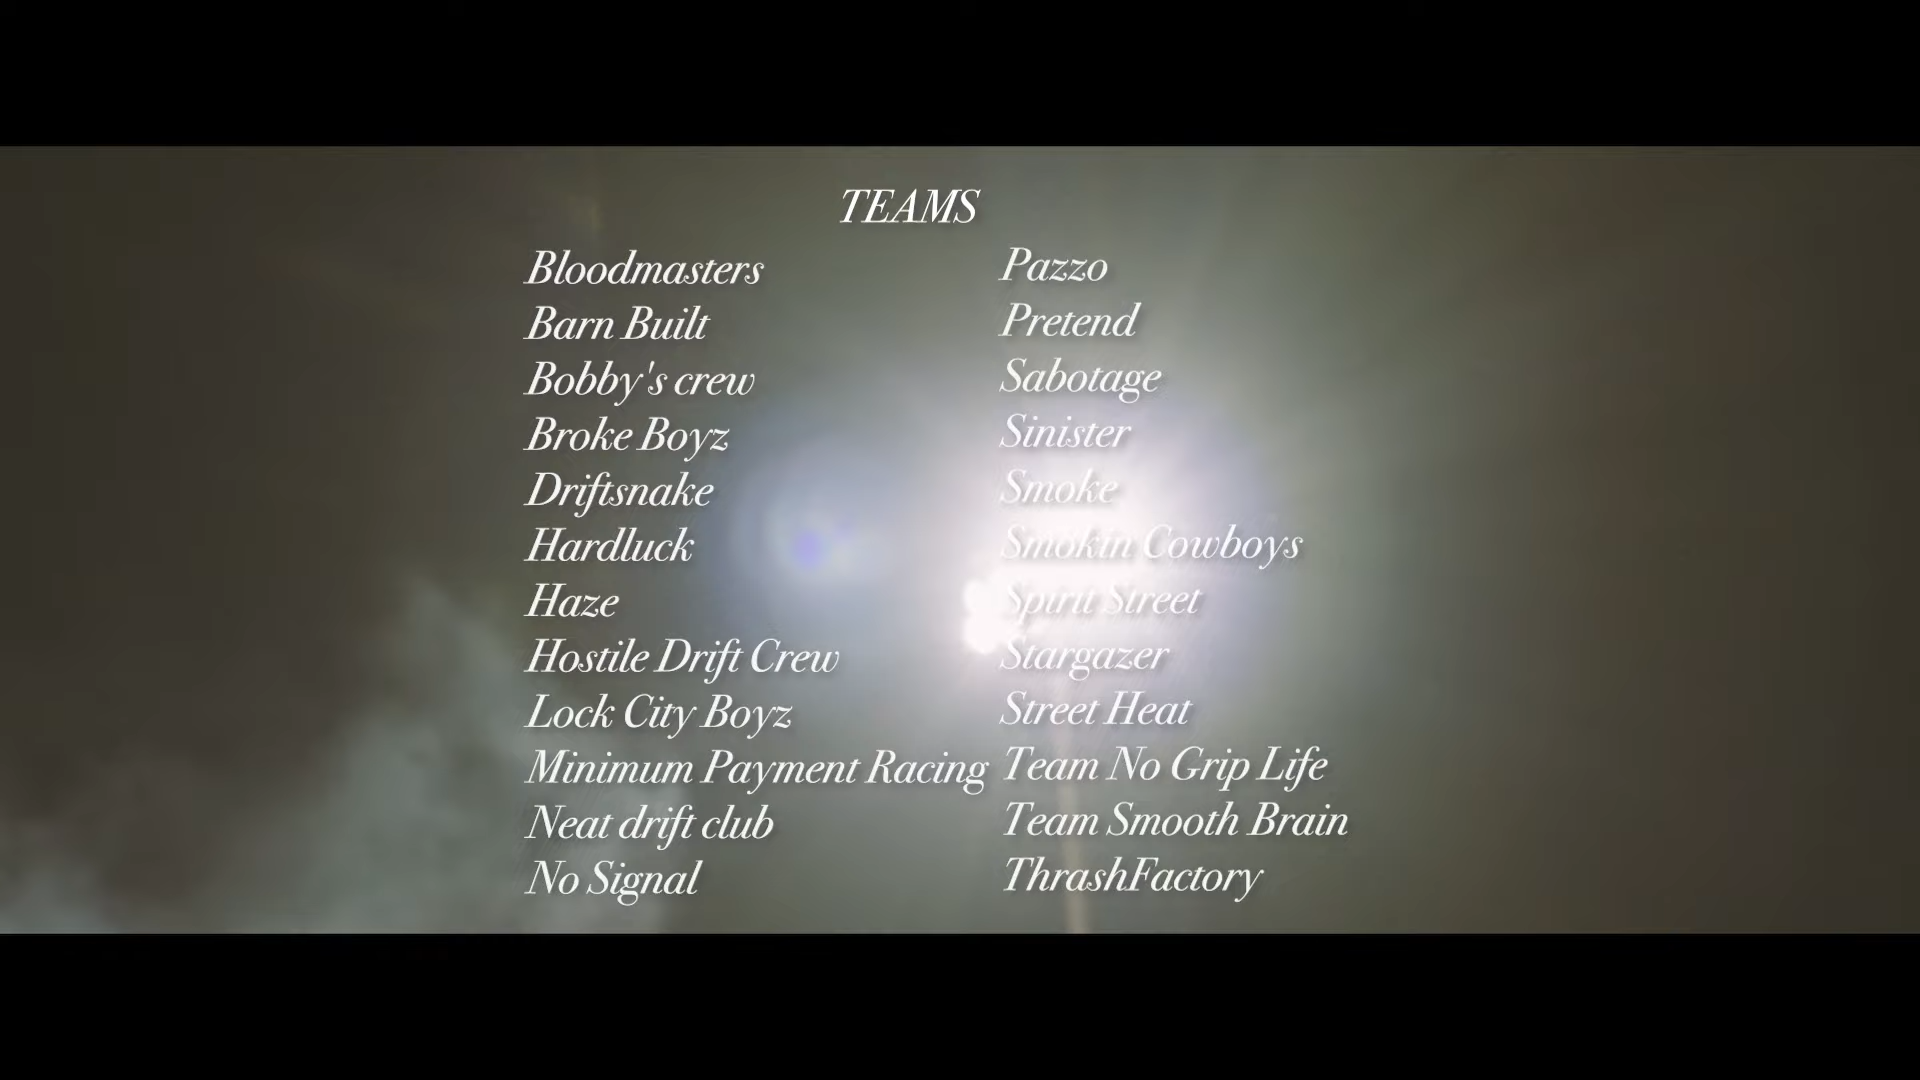 TEAMS
Bloodmasters
Barn Built
Bobby's crew
Broke Boyz
Driftsnake
Hardluck
Haze
Hostile Drift Crew
Lock City Boyz
Minimum Payment Racing
Neat drift club
No Signal
Pazzo
Pretend
Sabotage
Sinister
Smoke
Smokin Cowboys
Spirit Street
Stargazer
Street Heat
Team No Grip Life
Team Smooth Brain
ThrashFactory